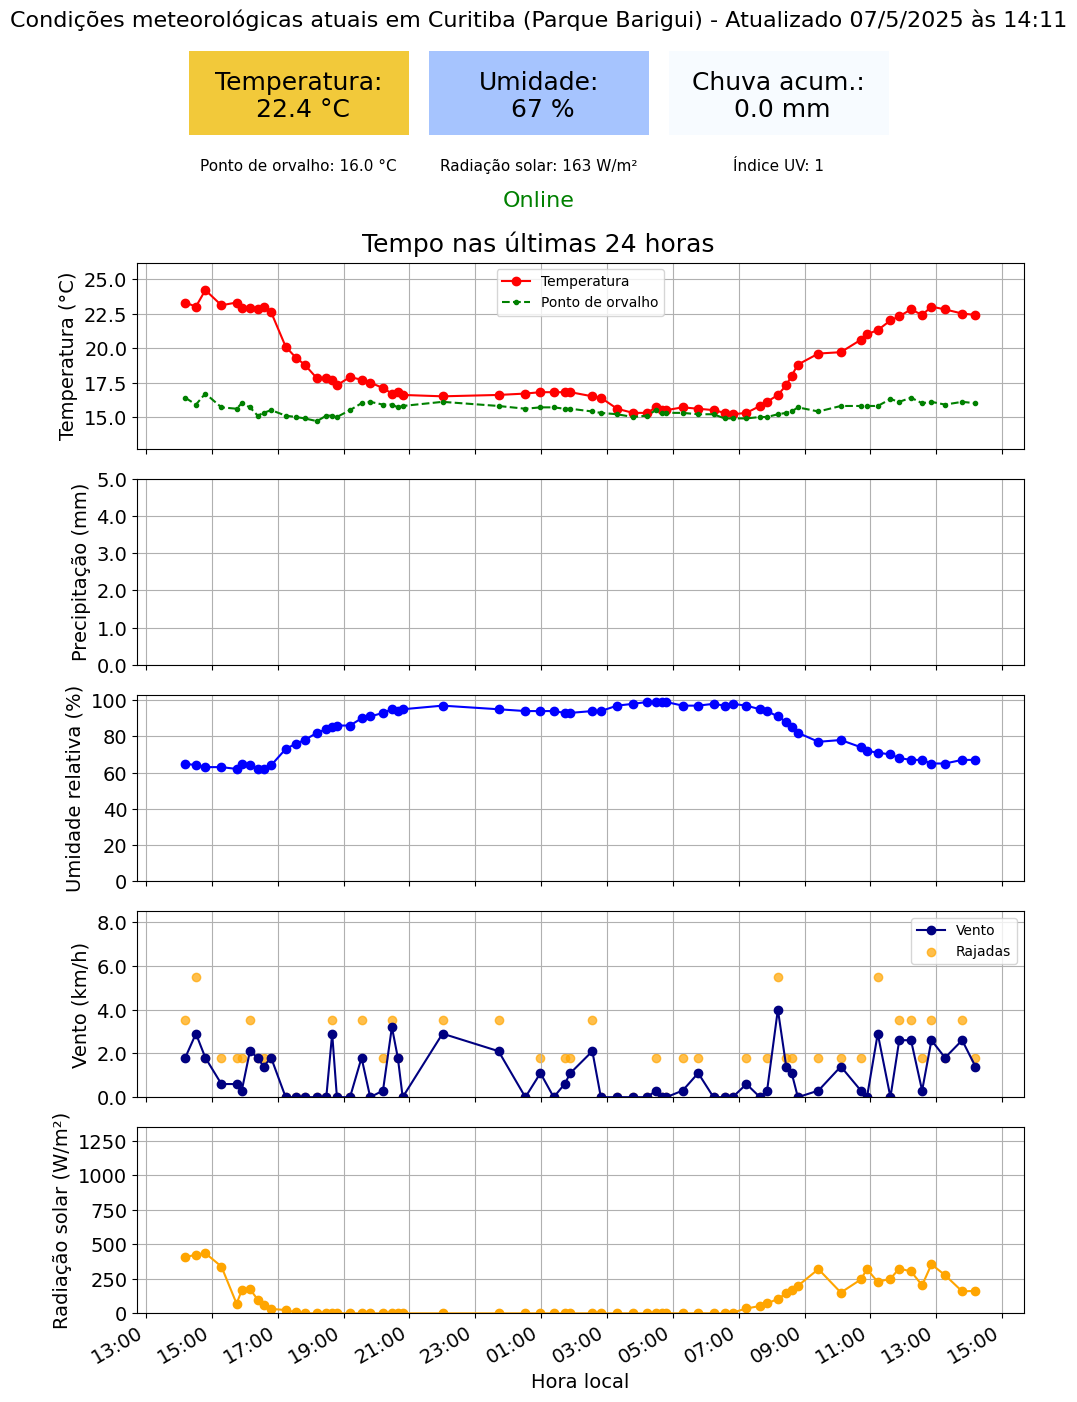 Condições meteorológicas atuais em Curitiba (Parque Barigui) - Atualizado 07/5/2025 às 14:11
Temperatura:
22.4 °C
Umidade:
67 %
Chuva acum.:
0.0 mm
Ponto de orvalho: 16.0 °C
Radiação solar: 163 W/m²
Índice UV: 1
Online
Tempo nas últimas 24 horas
Temperatura (°C)
25.0
22.5
20.0
17.5
15.0
Temperatura
Ponto de orvalho
Precipitação (mm)
5.0
4.0
3.0
2.0
1.0
0.0
Umidade relativa (%)
100
80
60
40
20
0
Vento (km/h)
8.0
6.0
4.0
2.0
0.0
Vento
Rajadas
Radiação solar (W/m²)
1250
1000
750
500
250
0
13:00
15:00
17:00
19:00
21:00
23:00
01:00
03:00
05:00
07:00
09:00
11:00
13:00
15:00
Hora local